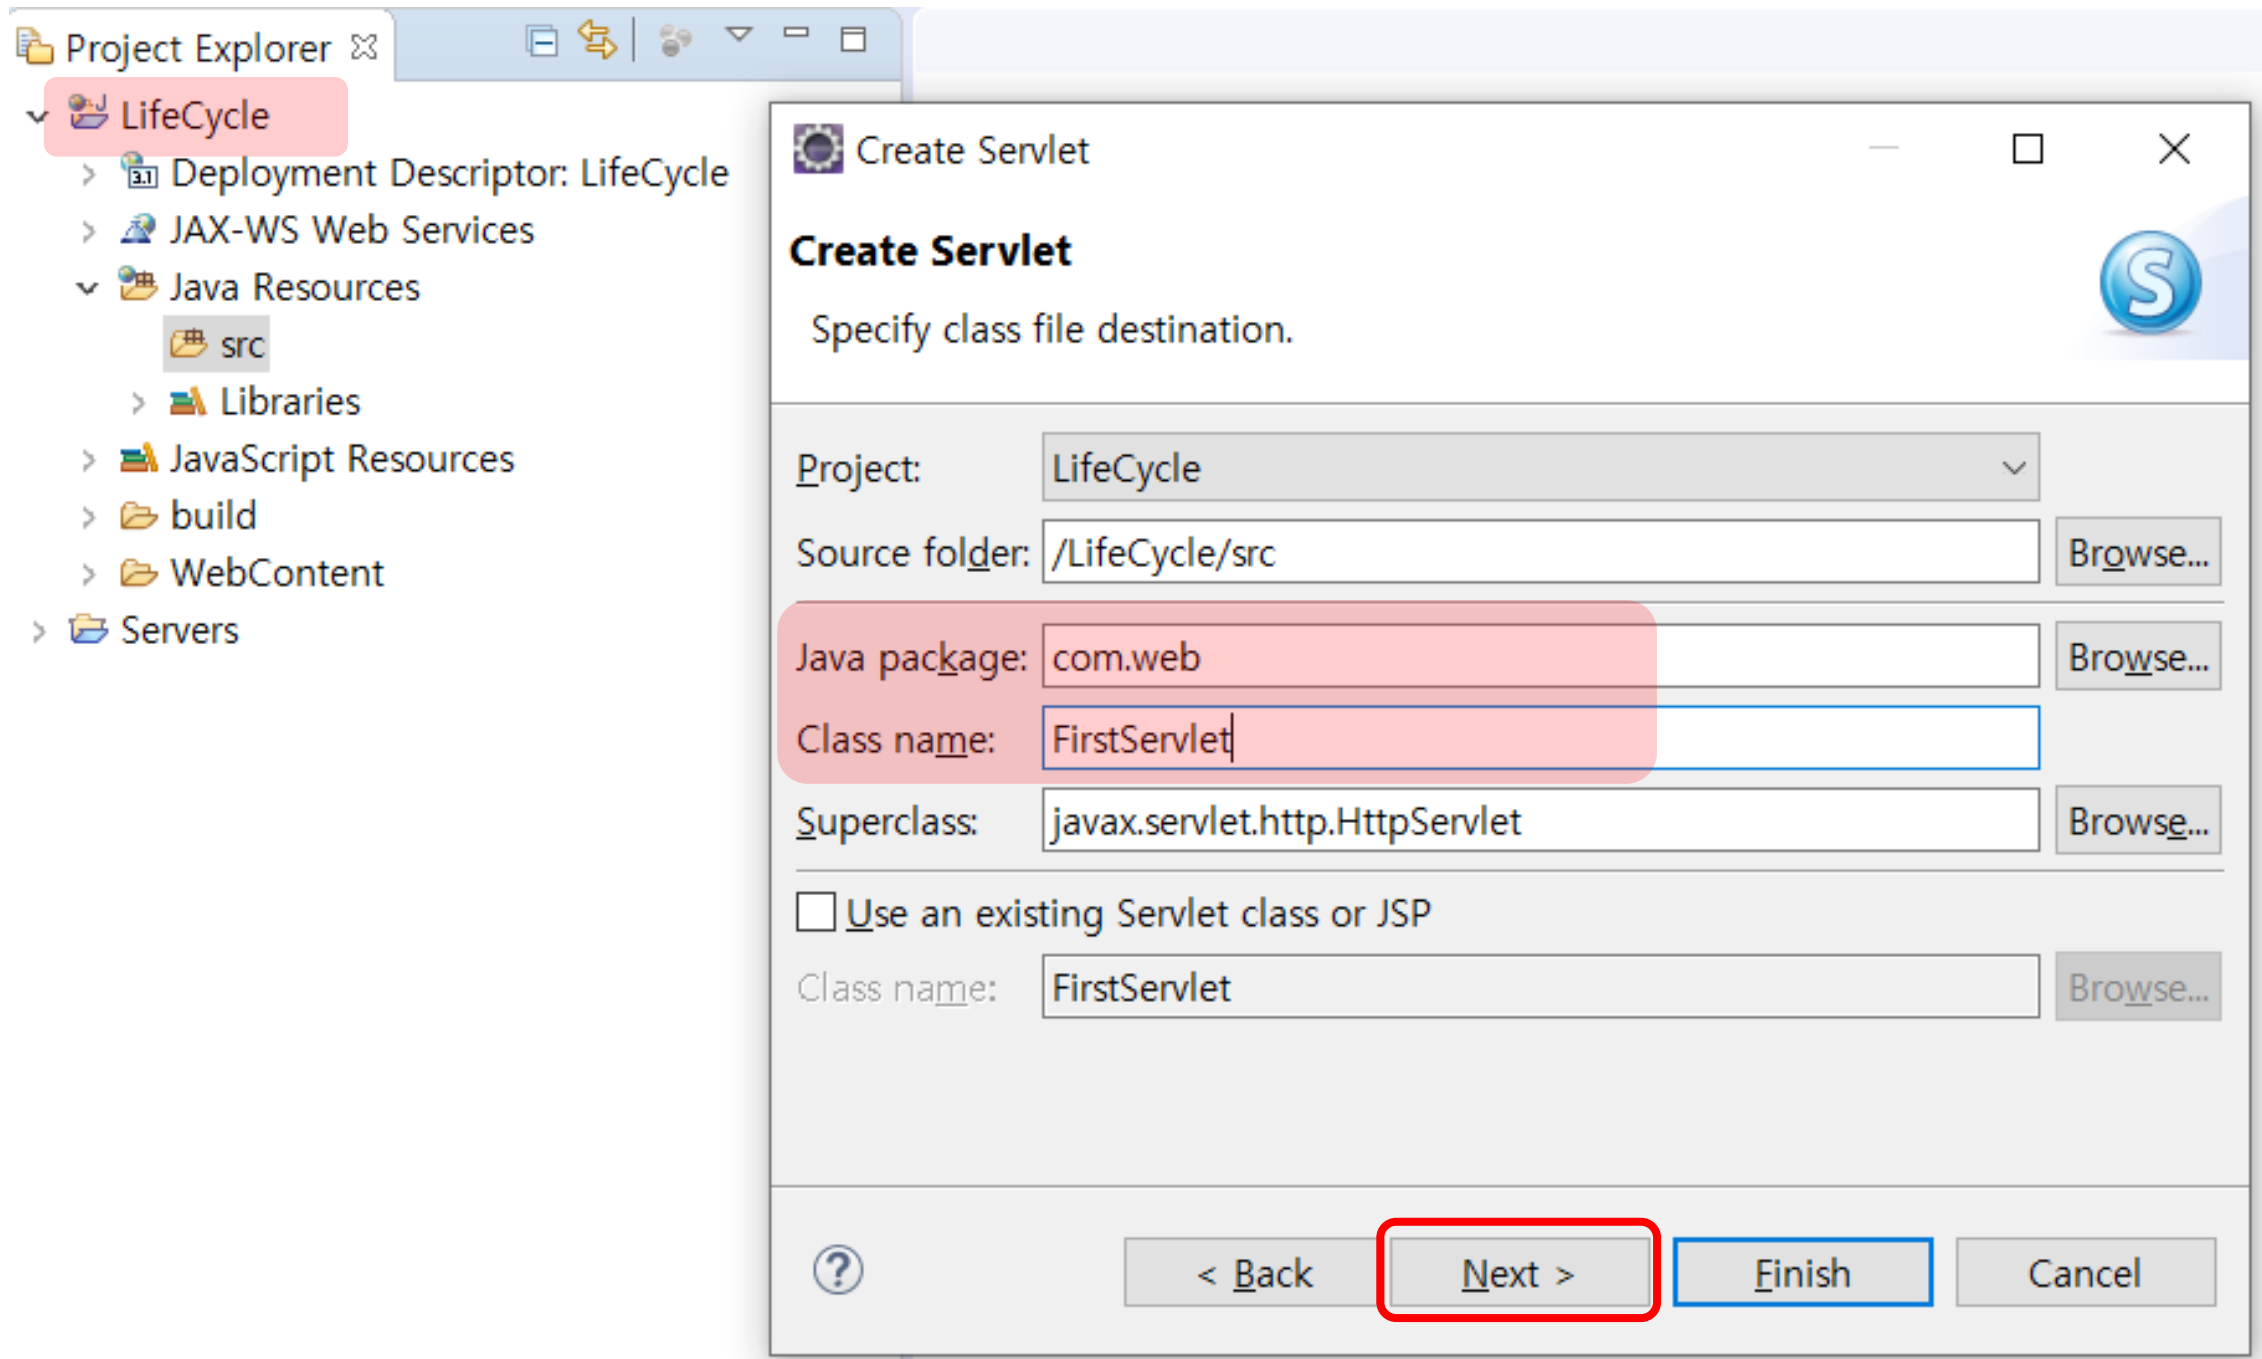 Project Explorer
LifeCycle
3.1 Deployment Descriptor: LifeCycle
JAX-WS Web Services
Java Resources
src
Libraries
JavaScript Resources
build
WebContent
Servers
Create Servlet
Create Servlet
S
Specify class file destination.
Project: LifeCycle
Source folder: /LifeCycle/src Browse...
Java package: com.web Browse...
Class name: FirstServlet
Superclass: javax.servlet.http.HttpServlet Browse...
Use an existing Servlet class or JSP
Class name: FirstServlet Browse...
? < Back Next > Finish Cancel